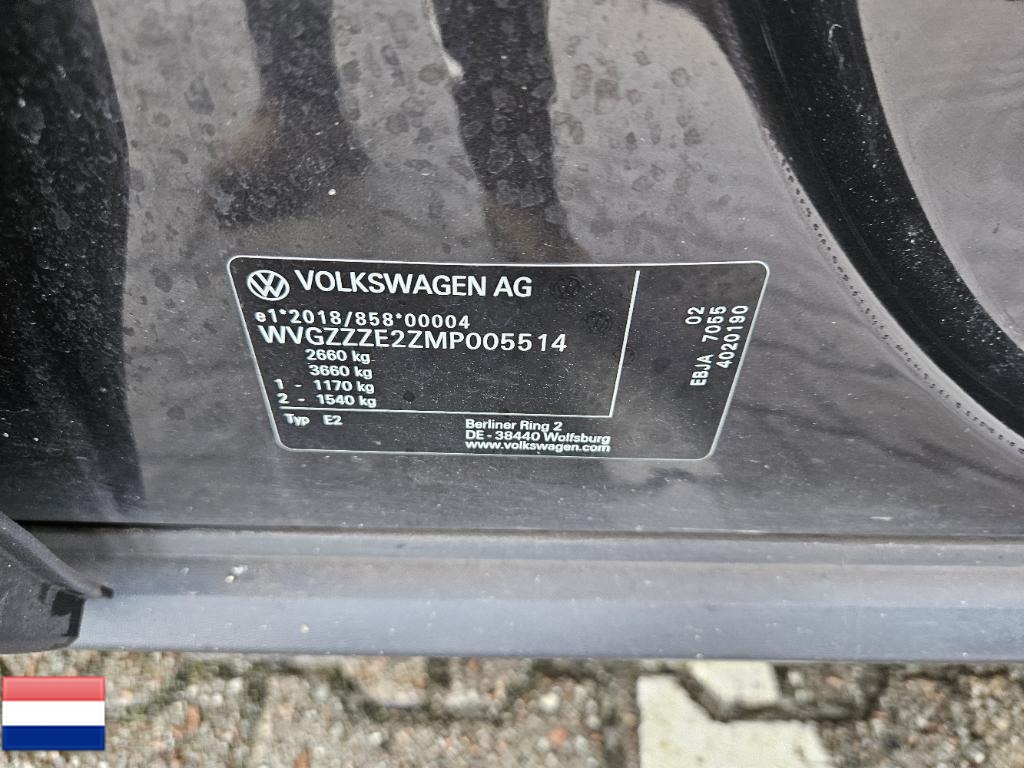 VOLKSWAGEN AG
e1*2018/858*00004
WVGZZZE2ZMP005514
2660 kg
3660 kg
1 - 1170 kg
2 - 1540 kg
Typ E2
Berliner Ring 2
DE - 38440 Wolfsburg
www.volkswagen.com
02
EBJA 7055
4020190